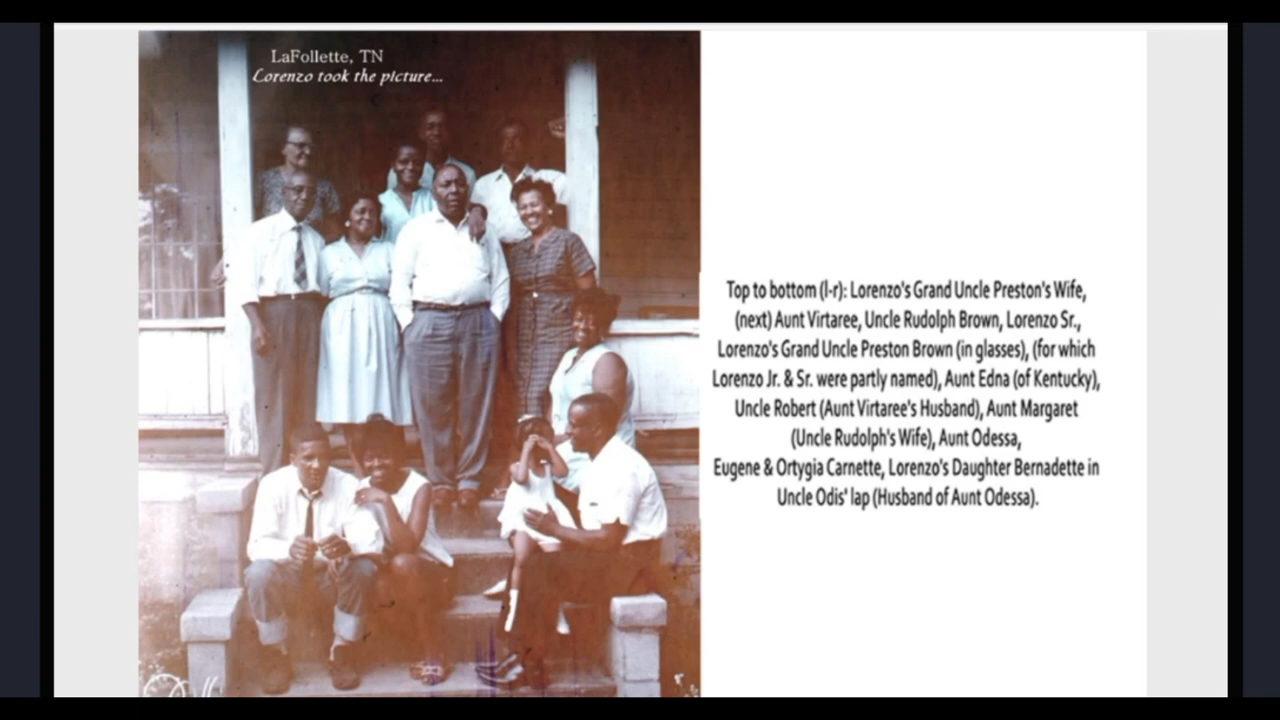 LaFollette, TN
Lorenzo took the picture...
Top to bottom (l-r): Lorenzo's Grand Uncle Preston's Wife,
(next) Aunt Virtaree, Uncle Rudolph Brown, Lorenzo Sr.,
Lorenzo's Grand Uncle Preston Brown (in glasses), (for which
Lorenzo Jr. & Sr. were partly named), Aunt Edna (of Kentucky),
Uncle Robert (Aunt Virtaree's Husband), Aunt Margaret
(Uncle Rudolph's Wife), Aunt Odessa,
Eugene & Ortygia Carnette, Lorenzo's Daughter Bernadette in
Uncle Odis' lap (Husband of Aunt Odessa).